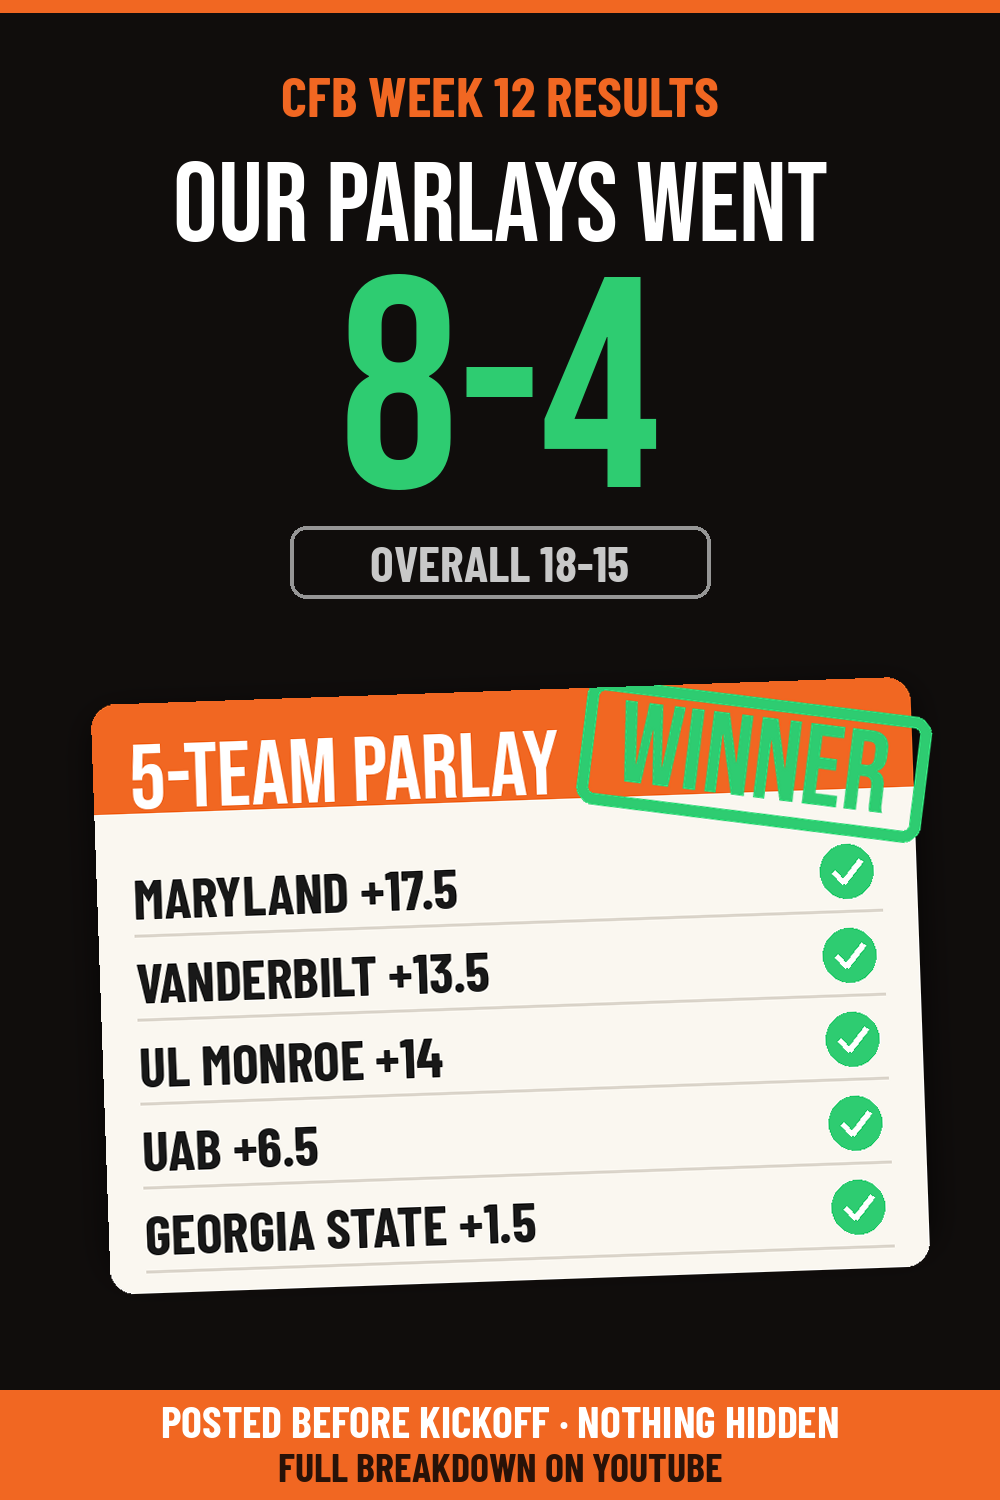 CFB WEEK 12 RESULTS
OUR PARLAYS WENT
8-4
OVERALL 18-15
5-TEAM PARLAY
WINNER
MARYLAND +17.5
VANDERBILT +13.5
UL MONROE +14
UAB +6.5
GEORGIA STATE +1.5
POSTED BEFORE KICKOFF · NOTHING HIDDEN
FULL BREAKDOWN ON YOUTUBE